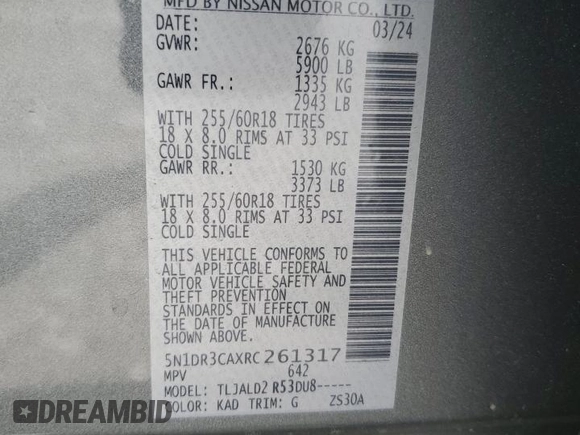 MFD BY NISSAN MOTOR CO., LTD.
DATE: 03/24
GVWR: 2676 KG
5900 LB
GAWR FR.: 1335 KG
2943 LB
WITH 255/60R18 TIRES
18 X 8.0 RIMS AT 33 PSI
COLD SINGLE
GAWR RR.: 1530 KG
3373 LB
WITH 255/60R18 TIRES
18 X 8.0 RIMS AT 33 PSI
COLD SINGLE
THIS VEHICLE CONFORMS TO
ALL APPLICABLE FEDERAL
MOTOR VEHICLE SAFETY AND
THEFT PREVENTION
STANDARDS IN EFFECT ON
THE DATE OF MANUFACTURE
SHOWN ABOVE.
5N1DR3CAXRC261317
MPV 642
MODEL: TLJALD2 R53DU8-----
COLOR: KAD TRIM: G ZS30A
© EPICVIN.COM